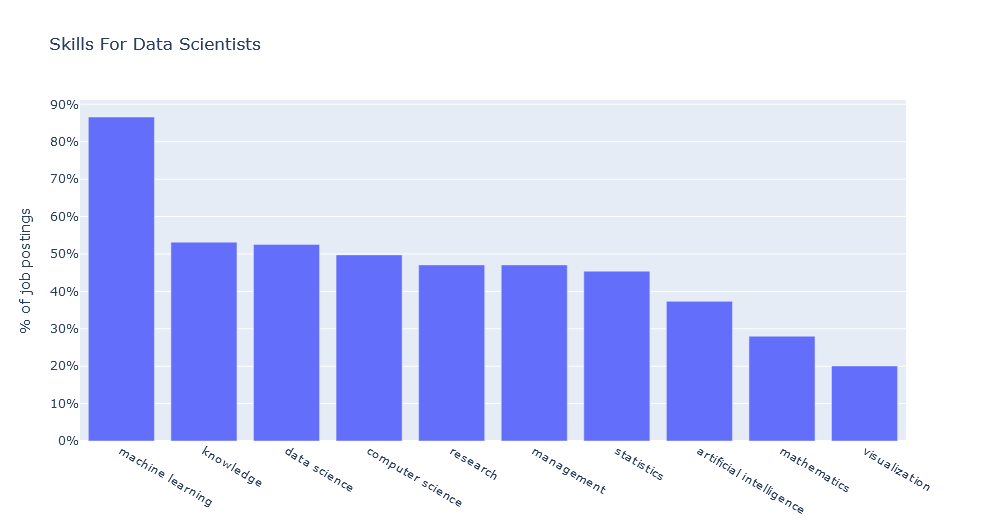 Skills For Data Scientists
% of job postings
90%
80%
70%
60%
50%
40%
30%
20%
10%
0%
machine learning
knowledge
data science
computer science
research
management
statistics
artificial intelligence
mathematics
visualization